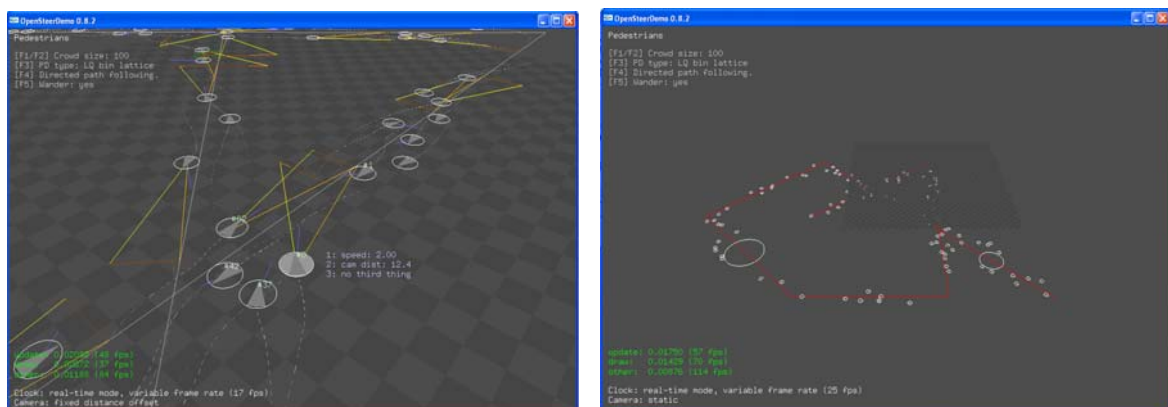 OpenSteerDemo 0.8.2
Pedestrians
[F1/F2] Crowd size: 100
[F3] PD type: LQ bin lattice
[F4] Directed path following.
[F5] Wander: yes
1: speed: 2.00
2: cam dist: 12.4
3: no third thing
(37 fps)
Clock: real-time mode, variable frame rate (17 fps)
Camera: fixed distance offset
OpenSteerDemo 0.8.2
Pedestrians
[F1/F2] Crowd size: 100
[F3] PD type: LQ bin lattice
[F4] Directed path following.
[F5] Wander: yes
update: 0.01750 (57 fps)
draw: 0.01429 (70 fps)
other: 0.00876 (114 fps)
Clock: real-time mode, variable frame rate (25 fps)
Camera: static